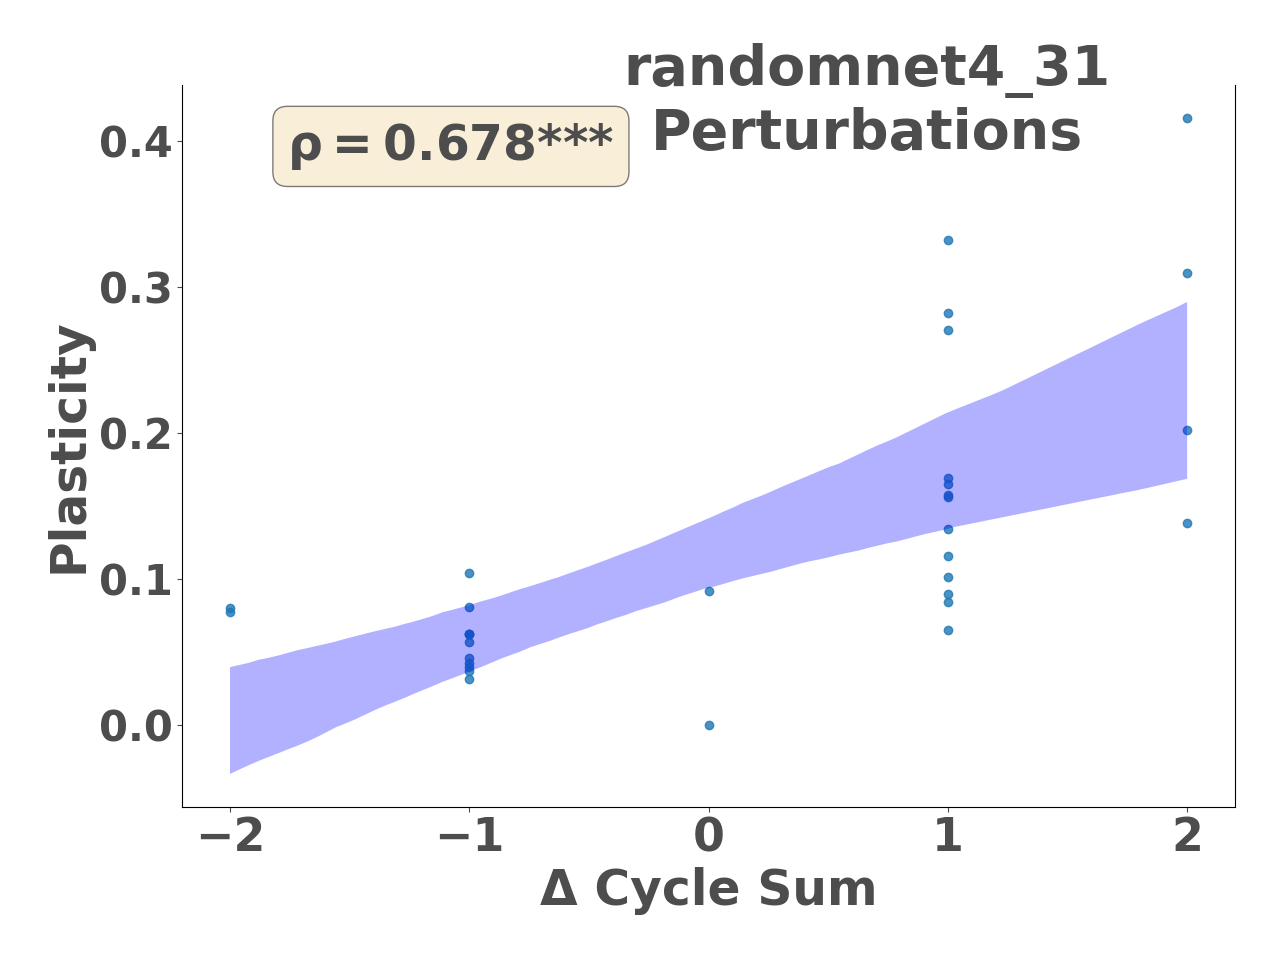 randomnet4_31
Perturbations
ρ = 0.678***
0.4
0.3
0.2
0.1
0.0
Plasticity
−2 −1 0 1 2
Δ Cycle Sum